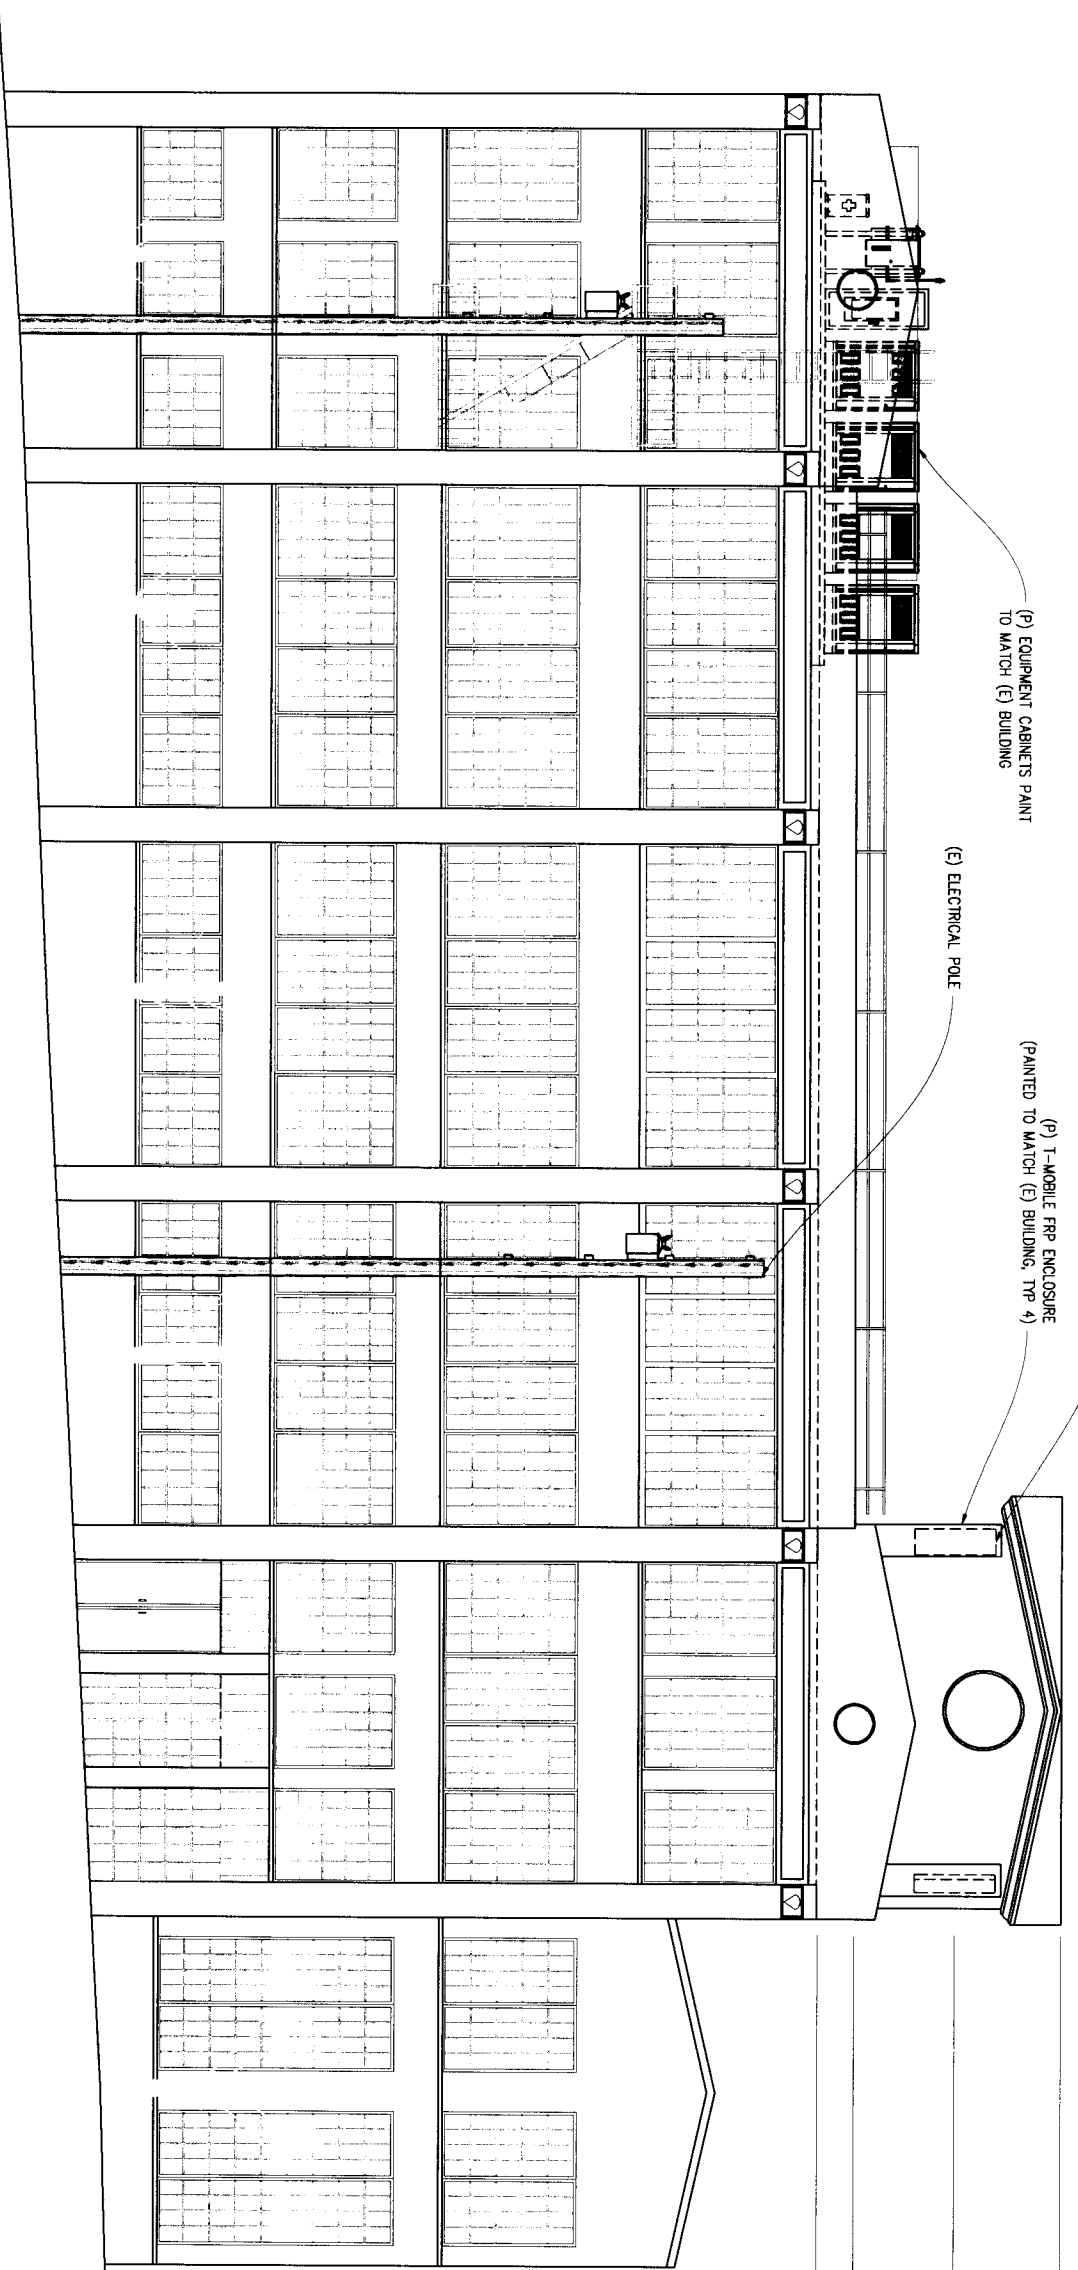 (P) EQUIPMENT CABINETS PAINT
TO MATCH (E) BUILDING
(E) ELECTRICAL POLE
(P) T-MOBILE FRP ENCLOSURE
(PAINTED TO MATCH (E) BUILDING, TYP 4)